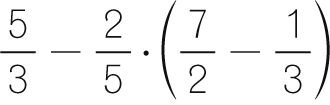 5/3 − 2/5 · (7/2 − 1/3)